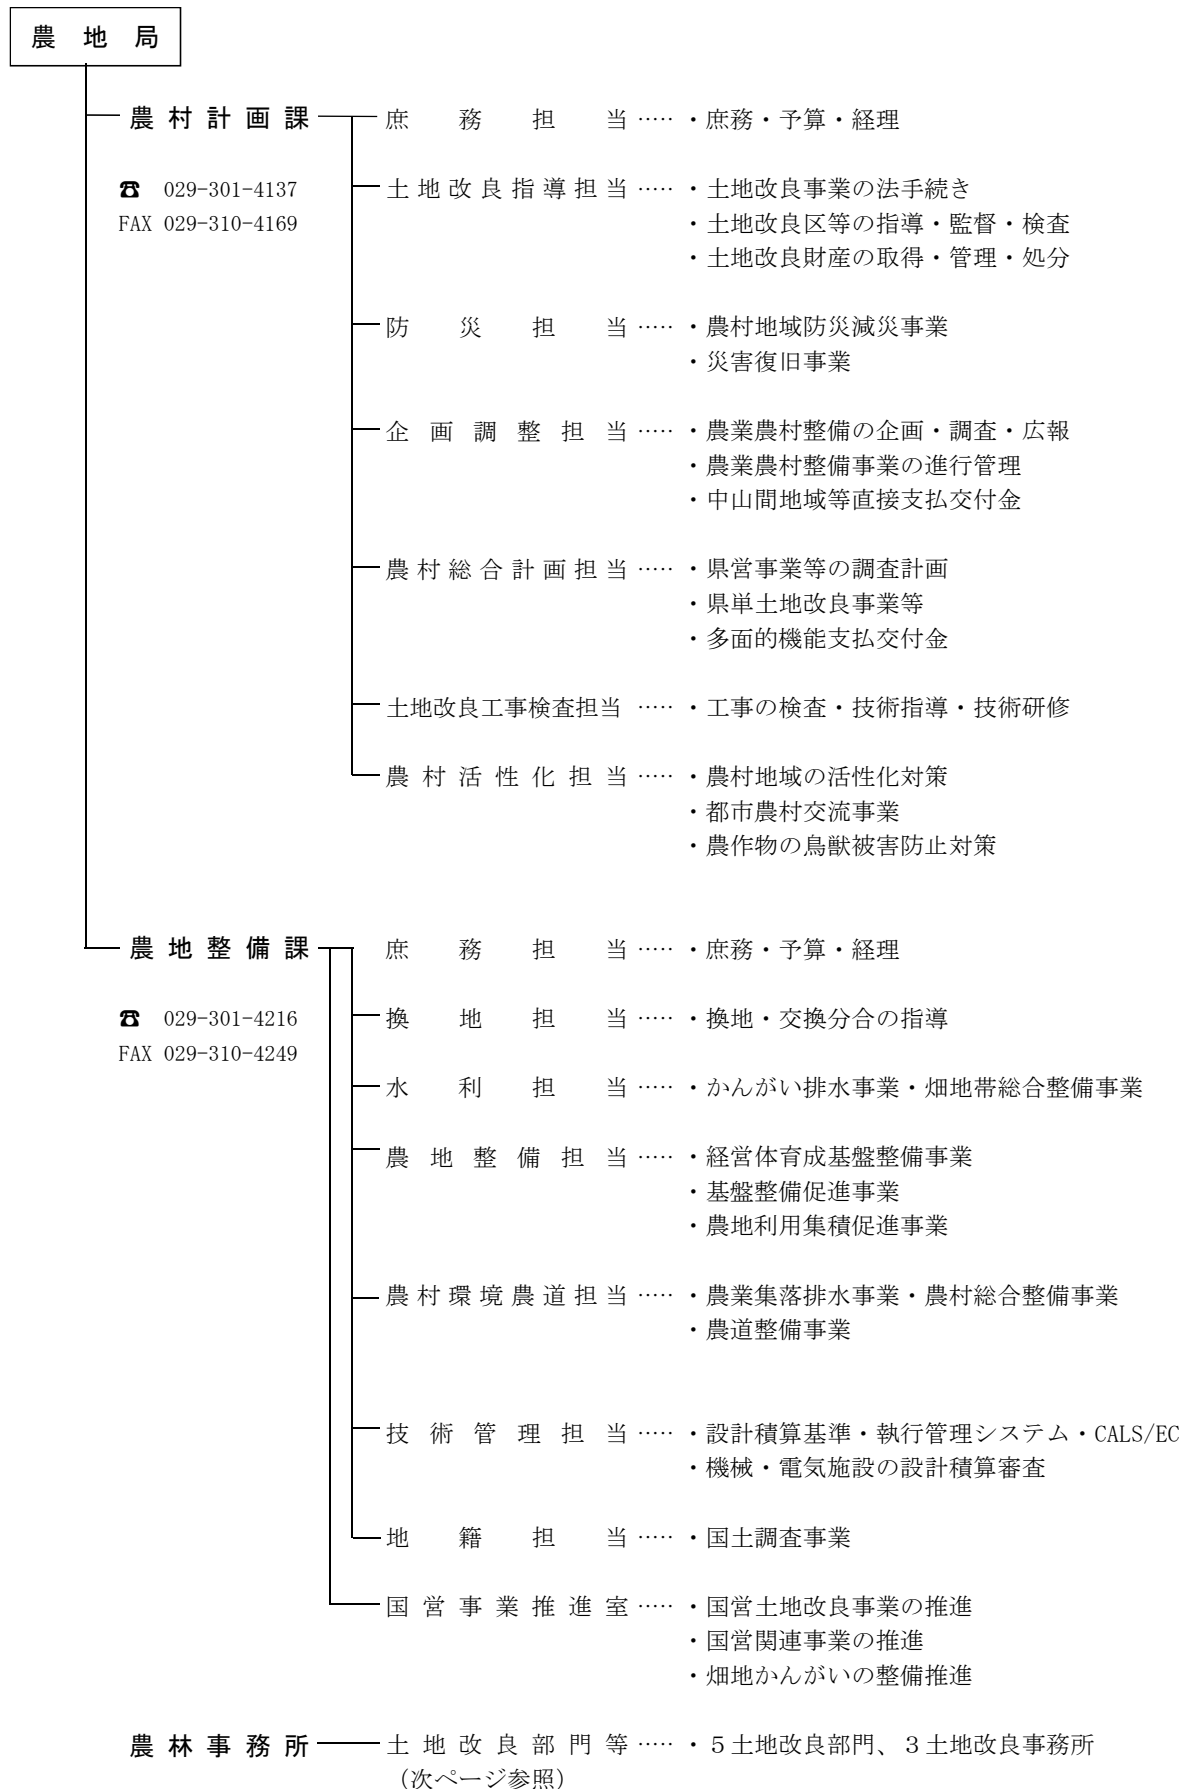 農地局
農村計画課 庶務担当 ‥‥‥ ・庶務・予算・経理
☎ 029-301-4137 土地改良指導担当 ‥‥‥ ・土地改良事業の法手続き
FAX 029-310-4169 ・土地改良区等の指導・監督・検査
・土地改良財産の取得・管理・処分
防災担当 ‥‥‥ ・農村地域防災減災事業
・災害復旧事業
企画調整担当 ‥‥‥ ・農業農村整備の企画・調査・広報
・農業農村整備事業の進行管理
・中山間地域等直接支払交付金
農村総合計画担当 ‥‥‥ ・県営事業等の調査計画
・県単土地改良事業等
・多面的機能支払交付金
土地改良工事検査担当 ‥‥‥ ・工事の検査・技術指導・技術研修
農村活性化担当 ‥‥‥ ・農村地域の活性化対策
・都市農村交流事業
・農作物の鳥獣被害防止対策
農地整備課 庶務担当 ‥‥‥ ・庶務・予算・経理
☎ 029-301-4216 換地担当 ‥‥‥ ・換地・交換分合の指導
FAX 029-310-4249
水利担当 ‥‥‥ ・かんがい排水事業・畑地帯総合整備事業
農地整備担当 ‥‥‥ ・経営体育成基盤整備事業
・基盤整備促進事業
・農地利用集積促進事業
農村環境農道担当 ‥‥‥ ・農業集落排水事業・農村総合整備事業
・農道整備事業
技術管理担当 ‥‥‥ ・設計積算基準・執行管理システム・CALS/EC
・機械・電気施設の設計積算審査
地籍担当 ‥‥‥ ・国土調査事業
国営事業推進室 ‥‥‥ ・国営土地改良事業の推進
・国営関連事業の推進
・畑地かんがいの整備推進
農林事務所 土地改良部門等 ‥‥‥ ・５土地改良部門、３土地改良事務所
（次ページ参照）